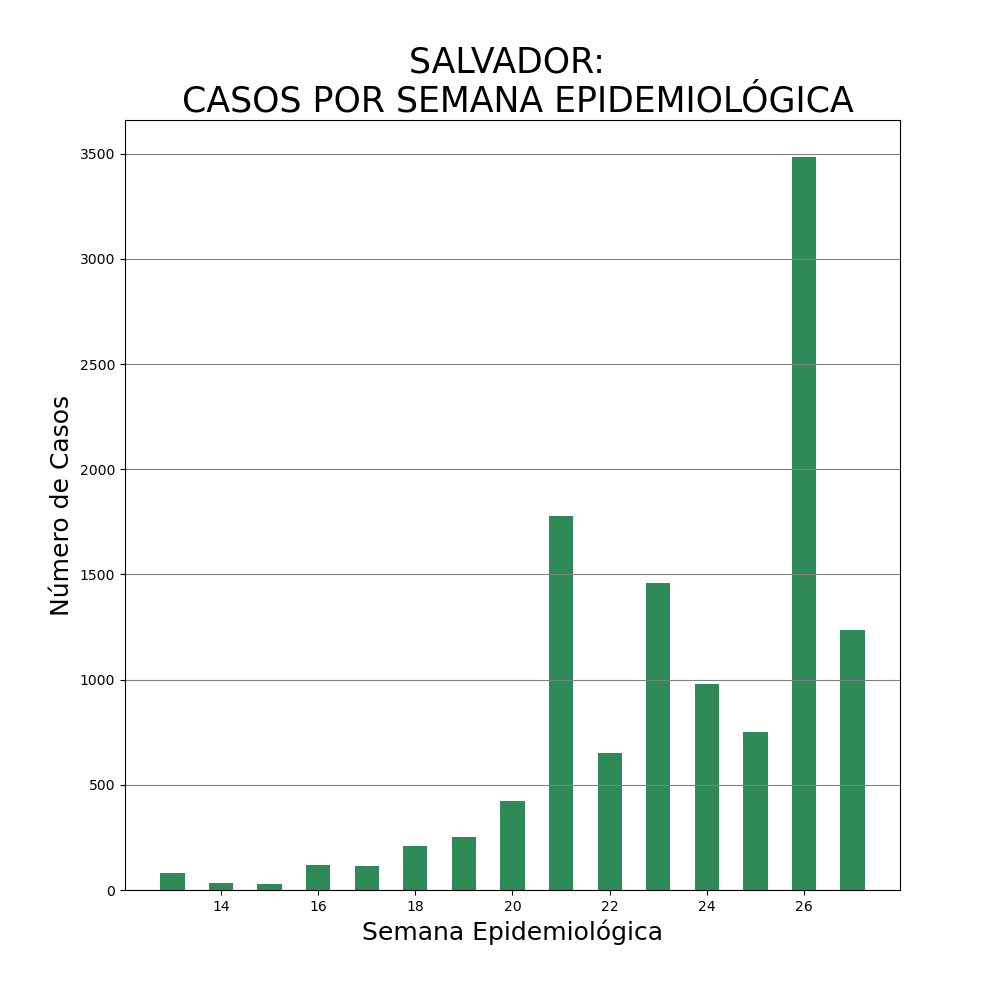 SALVADOR:
CASOS POR SEMANA EPIDEMIOLÓGICA
Número de Casos
3500
3000
2500
2000
1500
1000
500
0
14 16 18 20 22 24 26
Semana Epidemiológica